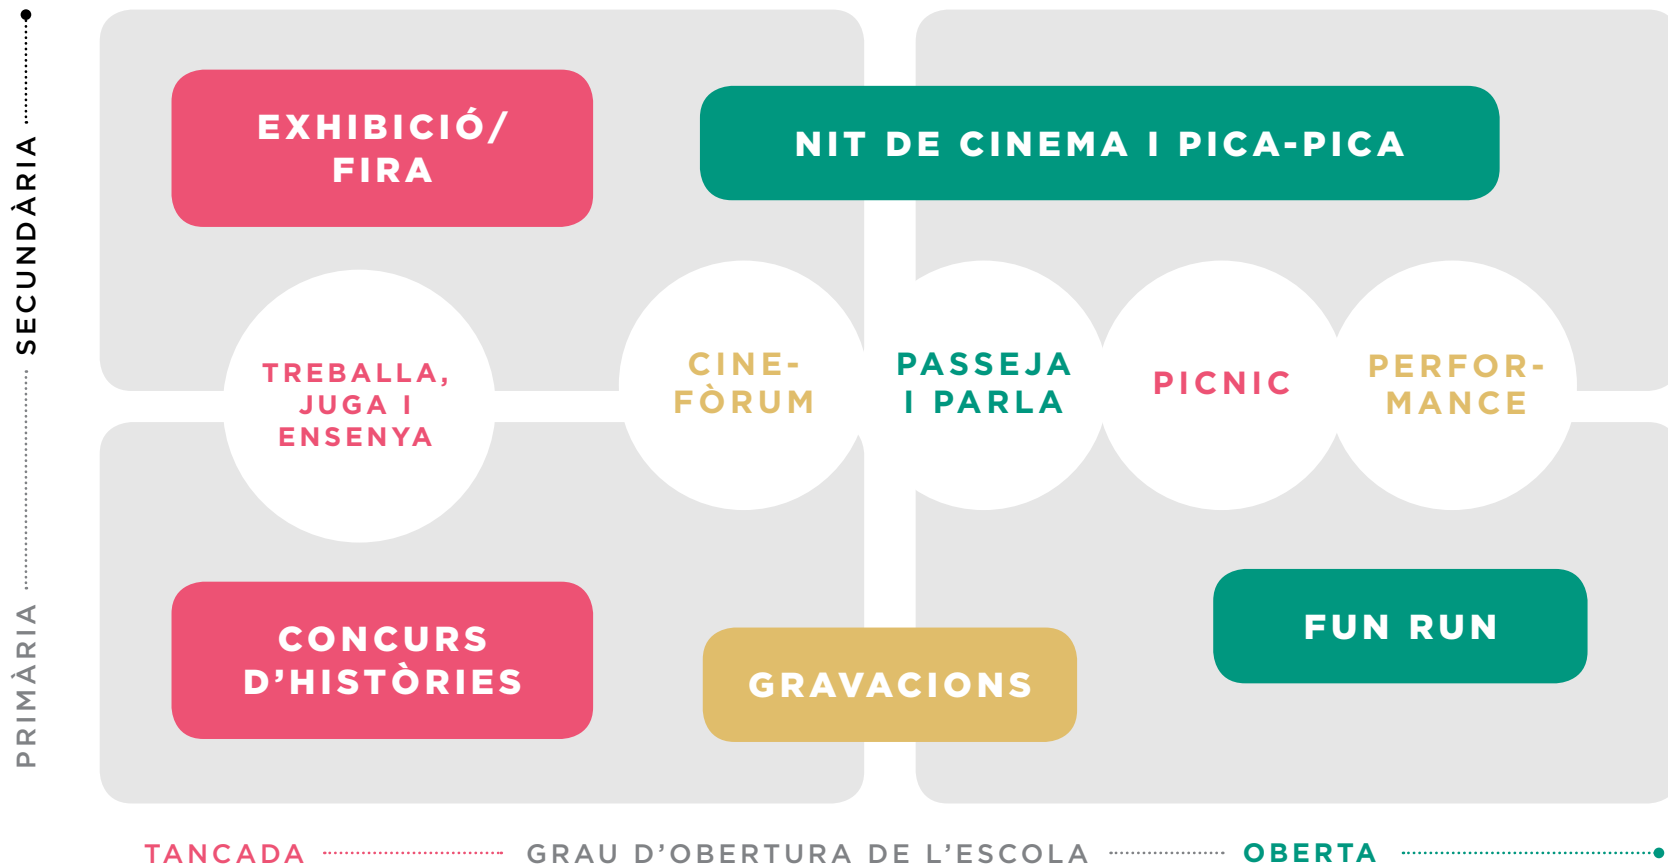 SECUNDÀRIA
PRIMÀRIA
EXHIBICIÓ/
FIRA
NIT DE CINEMA I PICA-PICA
TREBALLA,
JUGA I
ENSENYA
CINE-
FÒRUM
PASSEJA
I PARLA
PICNIC
PERFOR-
MANCE
CONCURS
D’HISTÒRIES
GRAVACIONS
FUN RUN
TANCADA
GRAU D’OBERTURA DE L’ESCOLA
OBERTA